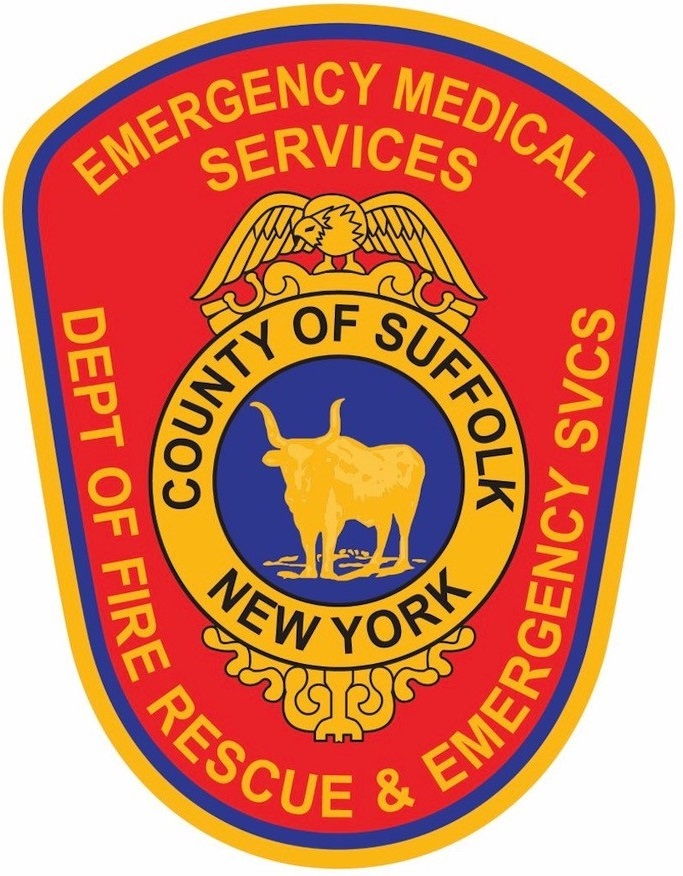 EMERGENCY MEDICAL
SERVICES
COUNTY OF SUFFOLK
NEW YORK
DEPT OF FIRE RESCUE & EMERGENCY SVCS